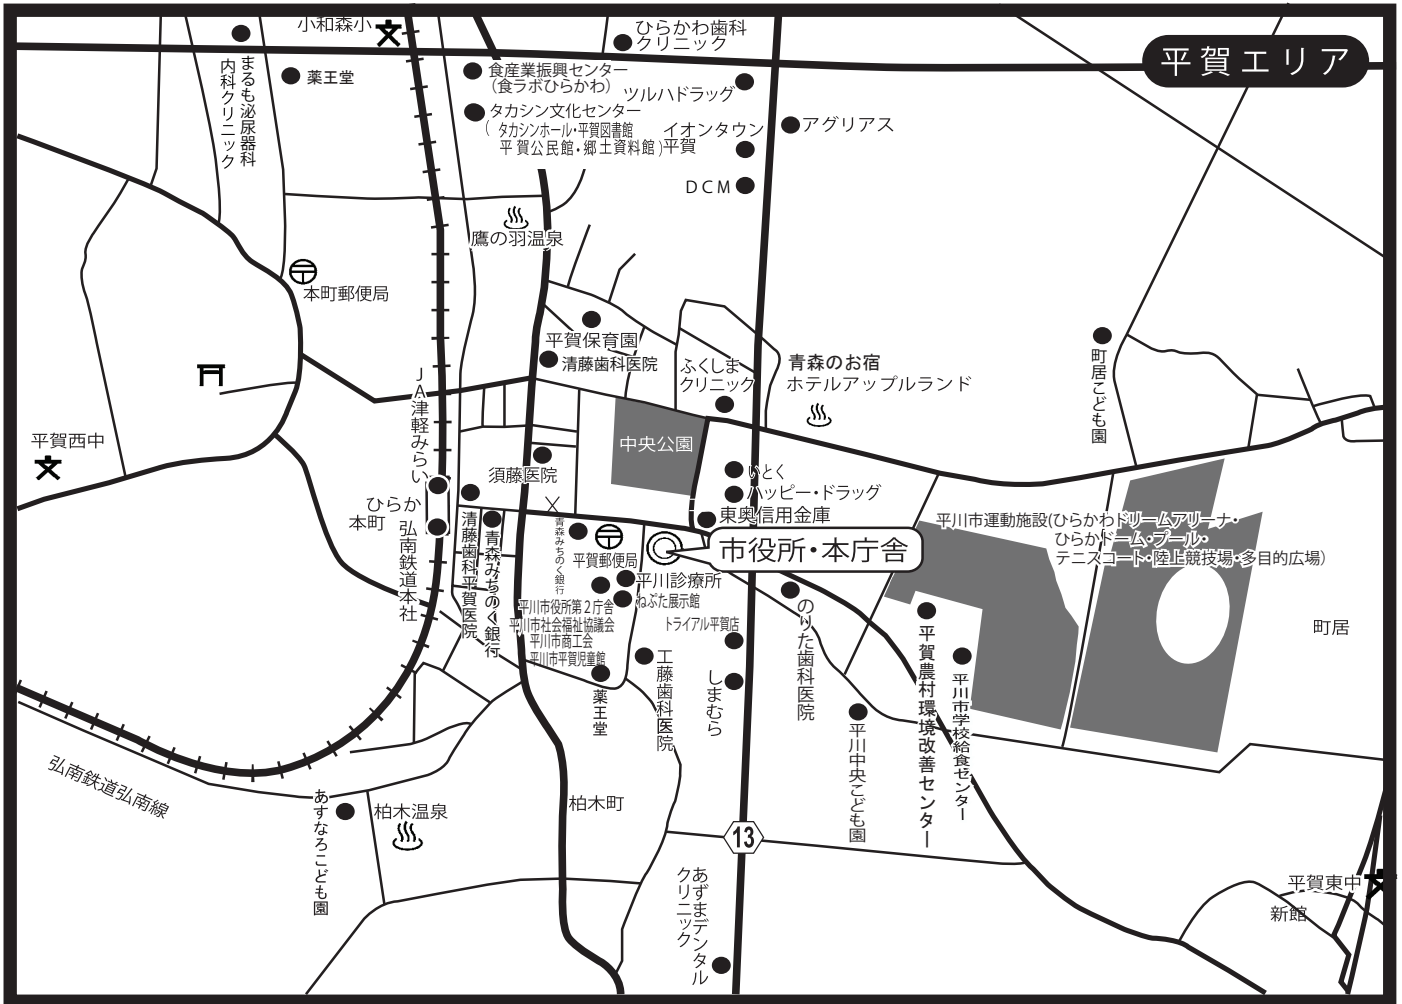 平賀エリア
小和森小
まるも泌尿器科
内科クリニック
薬王堂
ひらかわ歯科
クリニック
食産業振興センター
(食ラボひらかわ)
タカシン文化センター
(タカシンホール・平賀図書館
平賀公民館・郷土資料館)
ツルハドラッグ
イオンタウン
平賀
アグリアス
DCM
鷹の羽温泉
本町郵便局
平賀保育園
清藤歯科医院
ふくしま
クリニック
青森のお宿
ホテルアップルランド
町居こども園
平賀西中
JA津軽みらい
中央公園
須藤医院
いとく
ハッピー・ドラッグ
東奥信用金庫
ひらか
本町
弘南鉄道本社
清藤歯科平賀医院
青森みちのく銀行
青森みちのく銀行
平賀郵便局
市役所・本庁舎
平川診療所
ねぷた展示館
平川市役所第2庁舎
平川市社会福祉協議会
平川市商工会
平川市平賀児童館
トライアル平賀店
平川市運動施設(ひらかわドリームアリーナ・
ひらかドーム・プール・
テニスコート・陸上競技場・多目的広場)
町居
のりた歯科医院
平賀農村環境改善センター
平川市学校給食センター
工藤歯科医院
しまむら
薬王堂
平川中央こども園
弘南鉄道弘南線
あすなろこども園
柏木温泉
柏木町
13
あずまデンタル
クリニック
平賀東中
新館